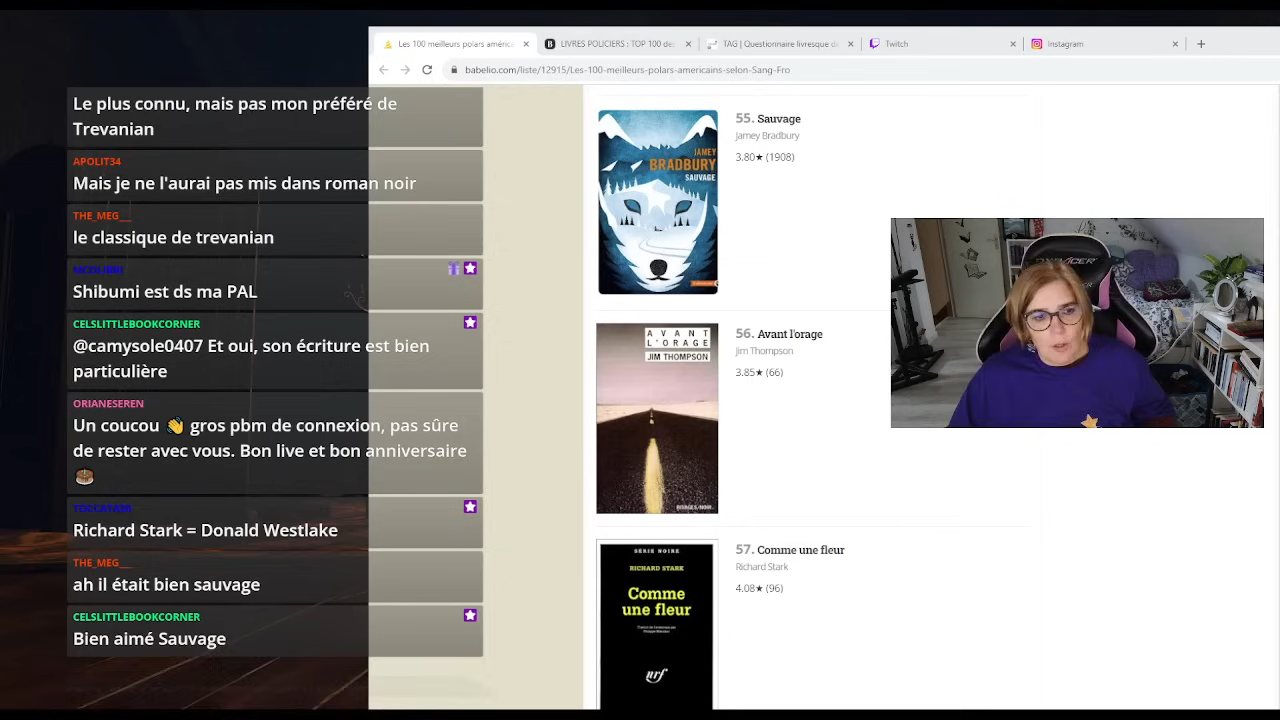 Les 100 meilleurs polars améric
LIVRES POLICIERS : TOP 100 des
TAG | Questionnaire livresque di
Twitch
Instagram
babelio.com/liste/12915/Les-100-meilleurs-polars-americains-selon-Sang-Fro
Le plus connu, mais pas mon préféré de
Trevanian
APOLIT34
Mais je ne l'aurai pas mis dans roman noir
THE_MEG__
le classique de trevanian
Shibumi est ds ma PAL
CELSLITTLEBOOKCORNER
@camysole0407 Et oui, son écriture est bien
particulière
ORIANESEREN
Un coucou 👋 gros pbm de connexion, pas sûre
de rester avec vous. Bon live et bon anniversaire
🎂
Richard Stark = Donald Westlake
THE_MEG__
ah il était bien sauvage
CELSLITTLEBOOKCORNER
Bien aimé Sauvage
JAMEY
BRADBURY
SAUVAGE
55. Sauvage
Jamey Bradbury
3.80★ (1908)
AVANT
L'ORAGE
JIM THOMPSON
RIVAGES/NOIR
56. Avant l'orage
Jim Thompson
3.85★ (66)
SÉRIE NOIRE
RICHARD STARK
Comme
une fleur
nrf
57. Comme une fleur
Richard Stark
4.08★ (96)